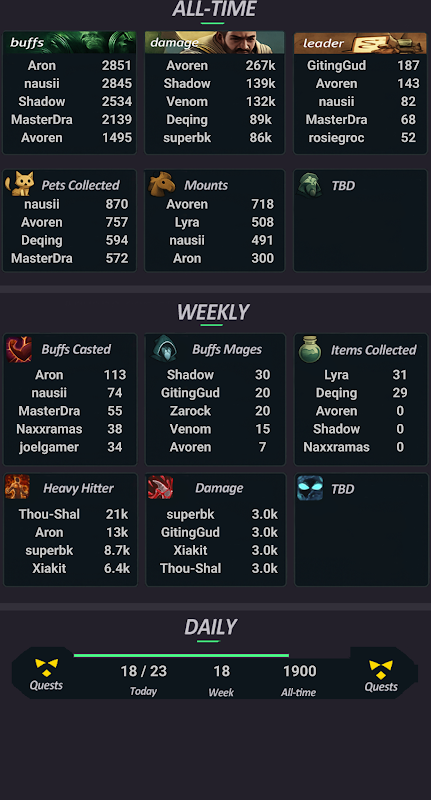 ALL-TIME
buffs damage leader
Aron 2851 Avoren 267k GitingGud 187
nausii 2845 Shadow 139k Avoren 143
Shadow 2534 Venom 132k nausii 82
MasterDra 2139 Deqing 89k MasterDra 68
Avoren 1495 superbk 86k rosiegroc 52
Pets Collected Mounts TBD
nausii 870 Avoren 718
Avoren 757 Lyra 508
Deqing 594 nausii 491
MasterDra 572 Aron 300
WEEKLY
Buffs Casted Buffs Mages Items Collected
Aron 113 Shadow 30 Lyra 31
nausii 74 GitingGud 20 Deqing 29
MasterDra 55 Zarock 20 Avoren 0
Naxxramas 38 Venom 15 Shadow 0
joelgamer 34 Avoren 7 Naxxramas 0
Heavy Hitter Damage TBD
Thou-Shal 21k superbk 3.0k
Aron 13k GitingGud 3.0k
superbk 8.7k Xiakit 3.0k
Xiakit 6.4k Thou-Shal 3.0k
DAILY
18 / 23 18 1900
Quests Today Week All-time Quests